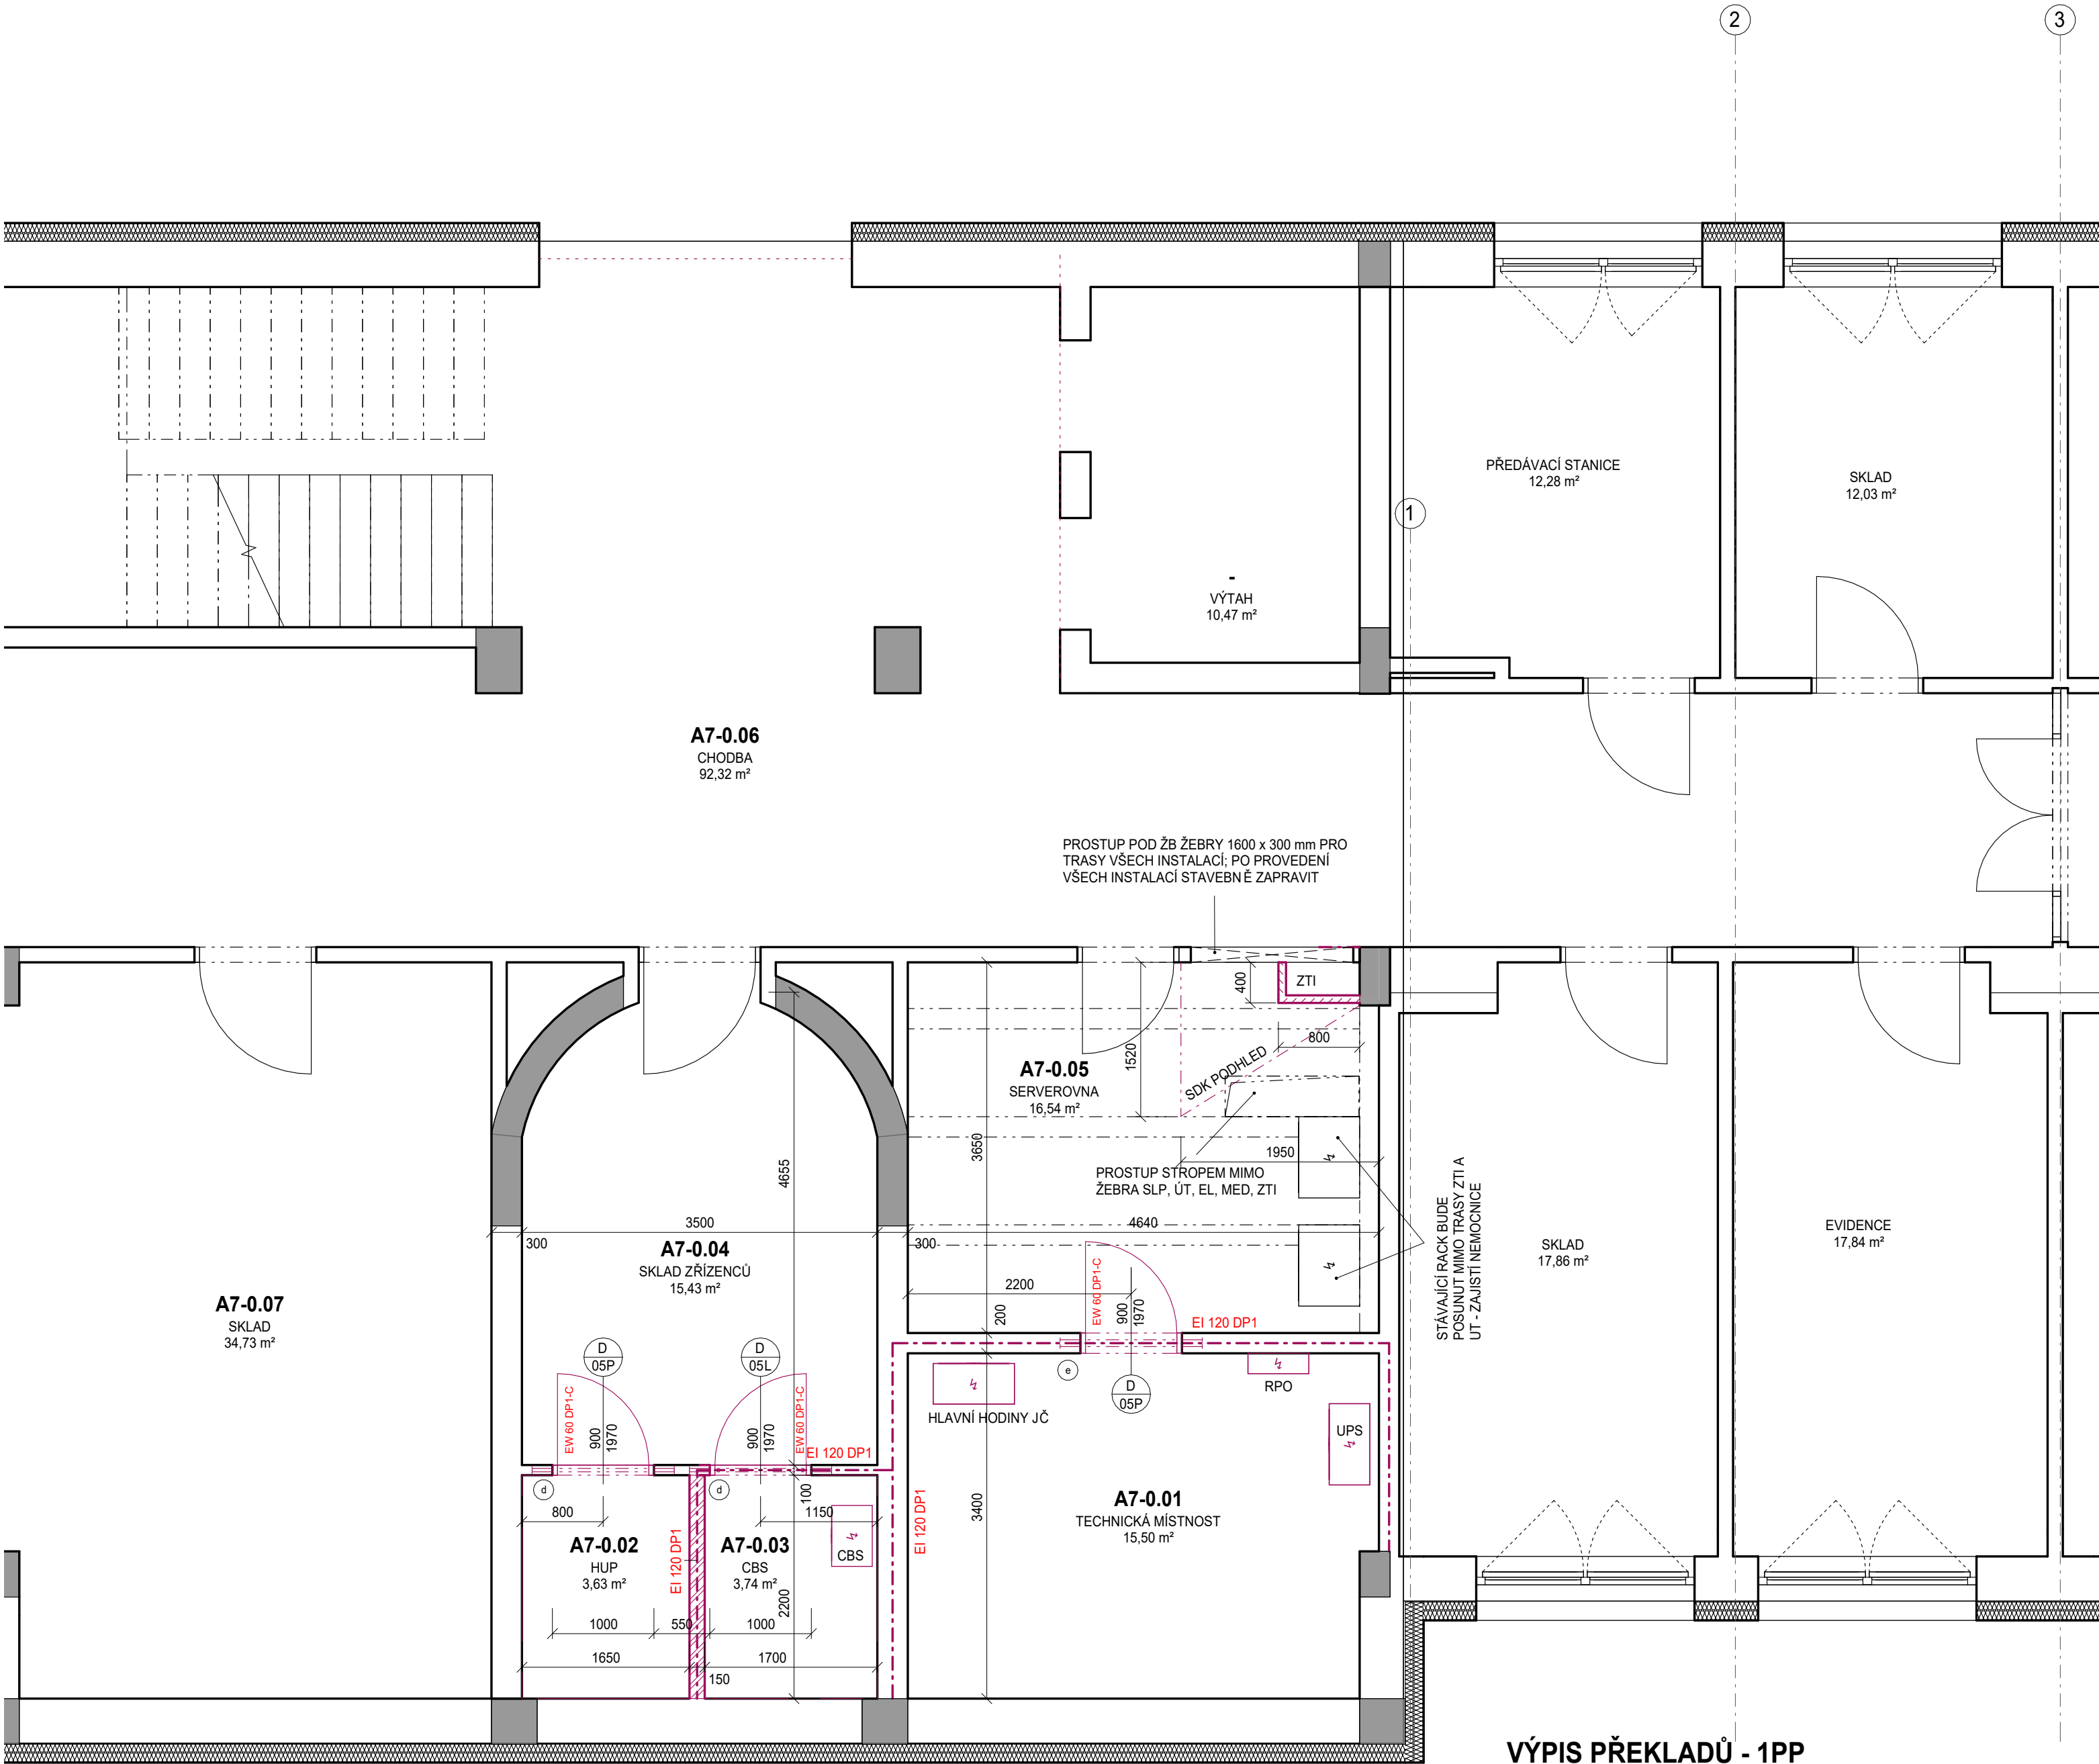 2
3
PŘEDÁVACÍ STANICE
12,28 m²
SKLAD
12,03 m²
1
-
VÝTAH
10,47 m²
A7-0.06
CHODBA
92,32 m²
PROSTUP POD ŽB ŽEBRY 1600 x 300 mm PRO
TRASY VŠECH INSTALACÍ; PO PROVEDENÍ
VŠECH INSTALACÍ STAVEBNĚ ZAPRAVIT
400
ZTI
800
1520
SDK PODHLED
A7-0.05
SERVEROVNA
16,54 m²
3650
1950
PROSTUP STROPEM MIMO
ŽEBRA SLP, ÚT, EL, MED, ZTI
4655
STÁVAJÍCÍ RACK BUDE
POSUNUT MIMO TRASY ZTI A
UT - ZAJISTÍ NEMOCNICE
3500
4640
300
300
A7-0.04
SKLAD ZŘÍZENCŮ
15,43 m²
EVIDENCE
17,84 m²
SKLAD
17,86 m²
2200
200
EW 60 DP1-C
900
1970
EI 120 DP1
A7-0.07
SKLAD
34,73 m²
D
05P
D
05L
e
D
05P
RPO
HLAVNÍ HODINY JČ
UPS
EW 60 DP1-C
900
1970
900
1970
EW 60 DP1-C
EI 120 DP1
d
d
800
100
1150
3400
EI 120 DP1
A7-0.01
TECHNICKÁ MÍSTNOST
15,50 m²
A7-0.02
HUP
3,63 m²
EI 120 DP1
A7-0.03
CBS
3,74 m²
CBS
2200
1000
550
1000
1650
1700
150
VÝPIS PŘEKLADŮ - 1PP